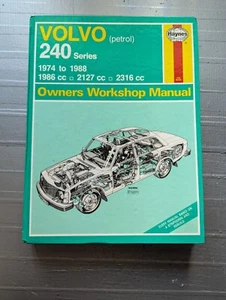 VOLVO (petrol)
Haynes
240 Series
1974 to 1988
1986 cc □ 2127 cc □ 2316 cc
Owners Workshop Manual